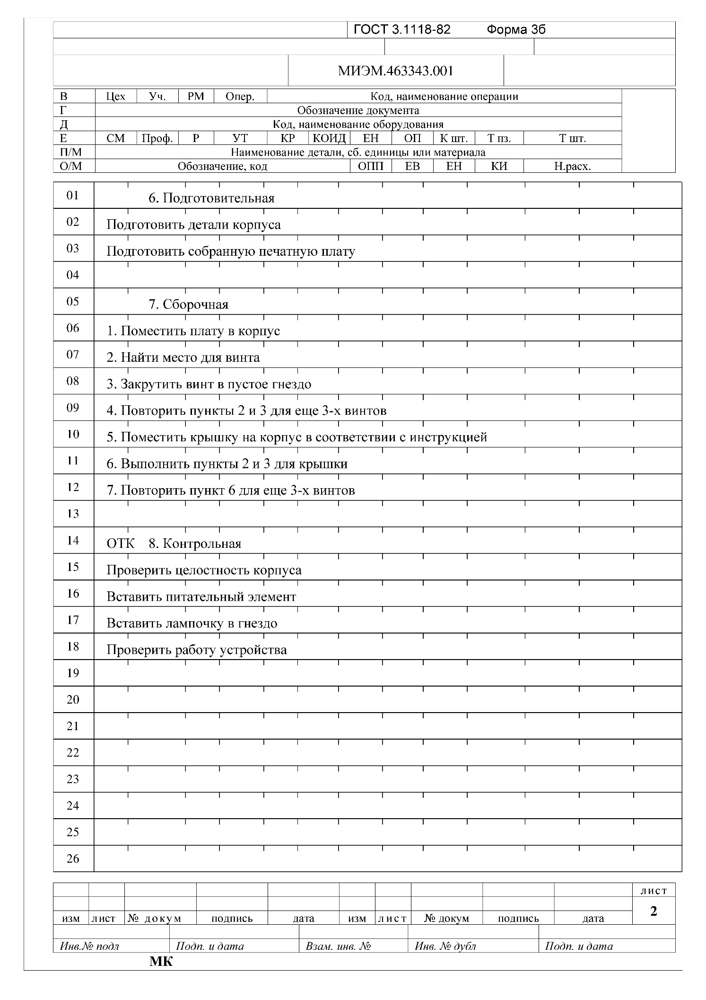 ГОСТ 3.1118-82 Форма 3б
МИЭМ.463343.001
В Цех Уч. РМ Опер. Код, наименование операции
Г Обозначение документа
Д Код, наименование оборудования
Е СМ Проф. Р УТ КР КОИД ЕН ОП К шт. Т пз. Т шт.
П/М Наименование детали, сб. единицы или материала
О/М Обозначение, код ОПП ЕВ ЕН КИ Н.расх.
01 6. Подготовительная
02 Подготовить детали корпуса
03 Подготовить собранную печатную плату
04
05 7. Сборочная
06 1. Поместить плату в корпус
07 2. Найти место для винта
08 3. Закрутить винт в пустое гнездо
09 4. Повторить пункты 2 и 3 для еще 3-х винтов
10 5. Поместить крышку на корпус в соответствии с инструкцией
11 6. Выполнить пункты 2 и 3 для крышки
12 7. Повторить пункт 6 для еще 3-х винтов
13
14 ОТК 8. Контрольная
15 Проверить целостность корпуса
16 Вставить питательный элемент
17 Вставить лампочку в гнездо
18 Проверить работу устройства
19
20
21
22
23
24
25
26
лист
2
изм лист № докум подпись дата изм лист № докум подпись дата
Инв.№ подл Подп. и дата Взам. инв. № Инв. № дубл Подп. и дата
МК